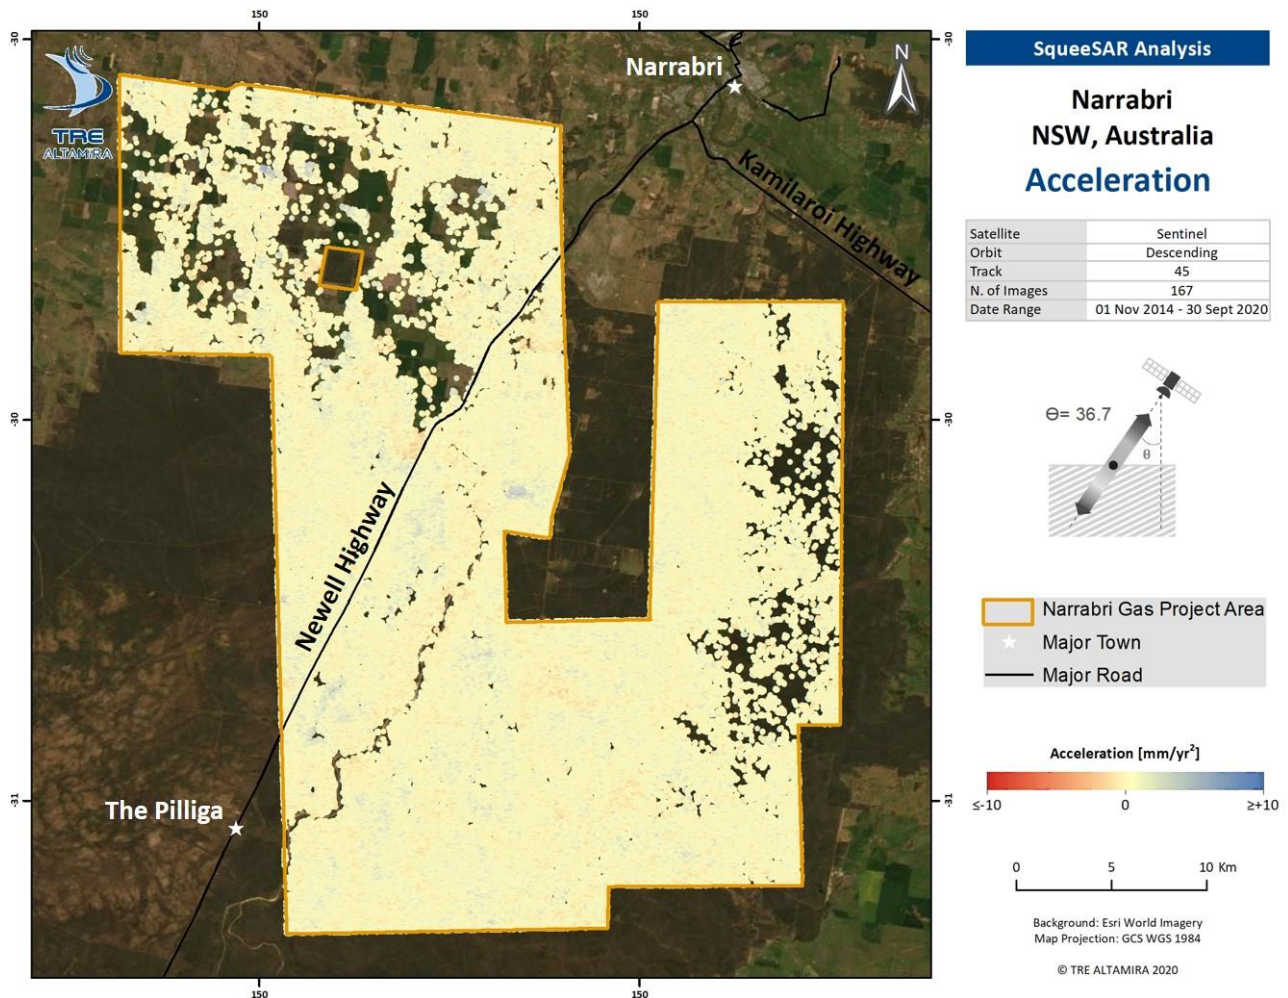 150
150
-30
-30
Narrabri
N
TRE
ALTAMIRA
Kamilaroi Highway
-30
-30
Newell Highway
-31
-31
The Pilliga
150
150
SqueeSAR Analysis
Narrabri
NSW, Australia
Acceleration
Satellite Sentinel
Orbit Descending
Track 45
N. of Images 167
Date Range 01 Nov 2014 - 30 Sept 2020
Θ= 36.7
θ
Narrabri Gas Project Area
Major Town
Major Road
Acceleration [mm/yr²]
≤-10 0 ≥+10
0 5 10 Km
Background: Esri World Imagery
Map Projection: GCS WGS 1984
© TRE ALTAMIRA 2020